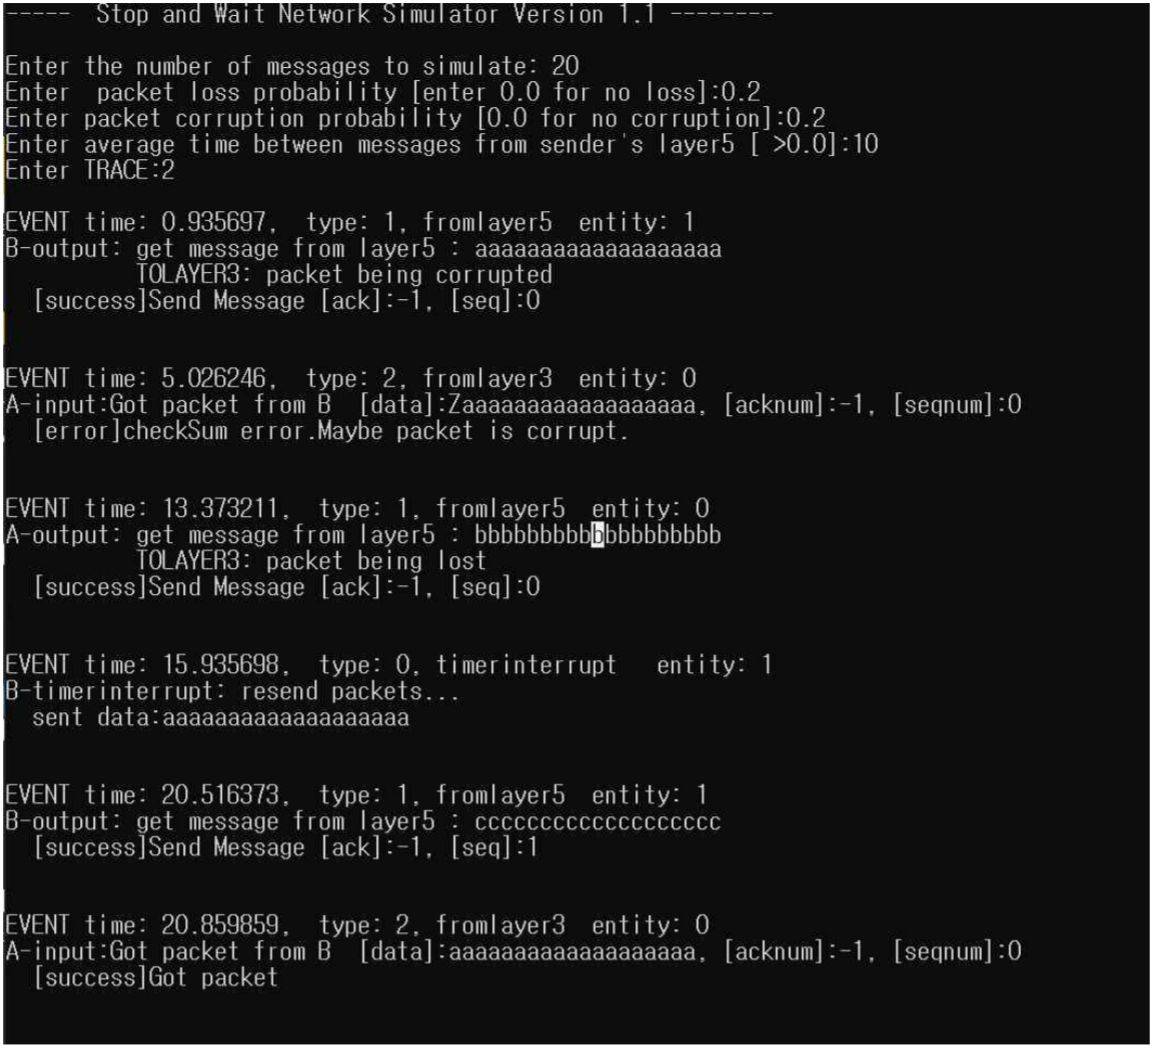 -----  Stop and Wait Network Simulator Version 1.1 --------
Enter the number of messages to simulate: 20
Enter  packet loss probability [enter 0.0 for no loss]:0.2
Enter packet corruption probability [0.0 for no corruption]:0.2
Enter average time between messages from sender's layer5 [ >0.0]:10
Enter TRACE:2
EVENT time: 0.935697,  type: 1, fromlayer5  entity: 1
B-output: get message from layer5 : aaaaaaaaaaaaaaaaaaa
          TOLAYER3: packet being corrupted
  [success]Send Message [ack]:-1, [seq]:0
EVENT time: 5.026246,  type: 2, fromlayer3  entity: 0
A-input:Got packet from B  [data]:Zaaaaaaaaaaaaaaaaaa, [acknum]:-1, [seqnum]:0
  [error]checkSum error.Maybe packet is corrupt.
EVENT time: 13.373211,  type: 1, fromlayer5  entity: 0
A-output: get message from layer5 : bbbbbbbbbbbbbbbbbbb
          TOLAYER3: packet being lost
  [success]Send Message [ack]:-1, [seq]:0
EVENT time: 15.935698,  type: 0, timerinterrupt   entity: 1
B-timerinterrupt: resend packets...
  sent data:aaaaaaaaaaaaaaaaaaa
EVENT time: 20.516373,  type: 1, fromlayer5  entity: 1
B-output: get message from layer5 : ccccccccccccccccccc
  [success]Send Message [ack]:-1, [seq]:1
EVENT time: 20.859859,  type: 2, fromlayer3  entity: 0
A-input:Got packet from B  [data]:aaaaaaaaaaaaaaaaaaa, [acknum]:-1, [seqnum]:0
  [success]Got packet